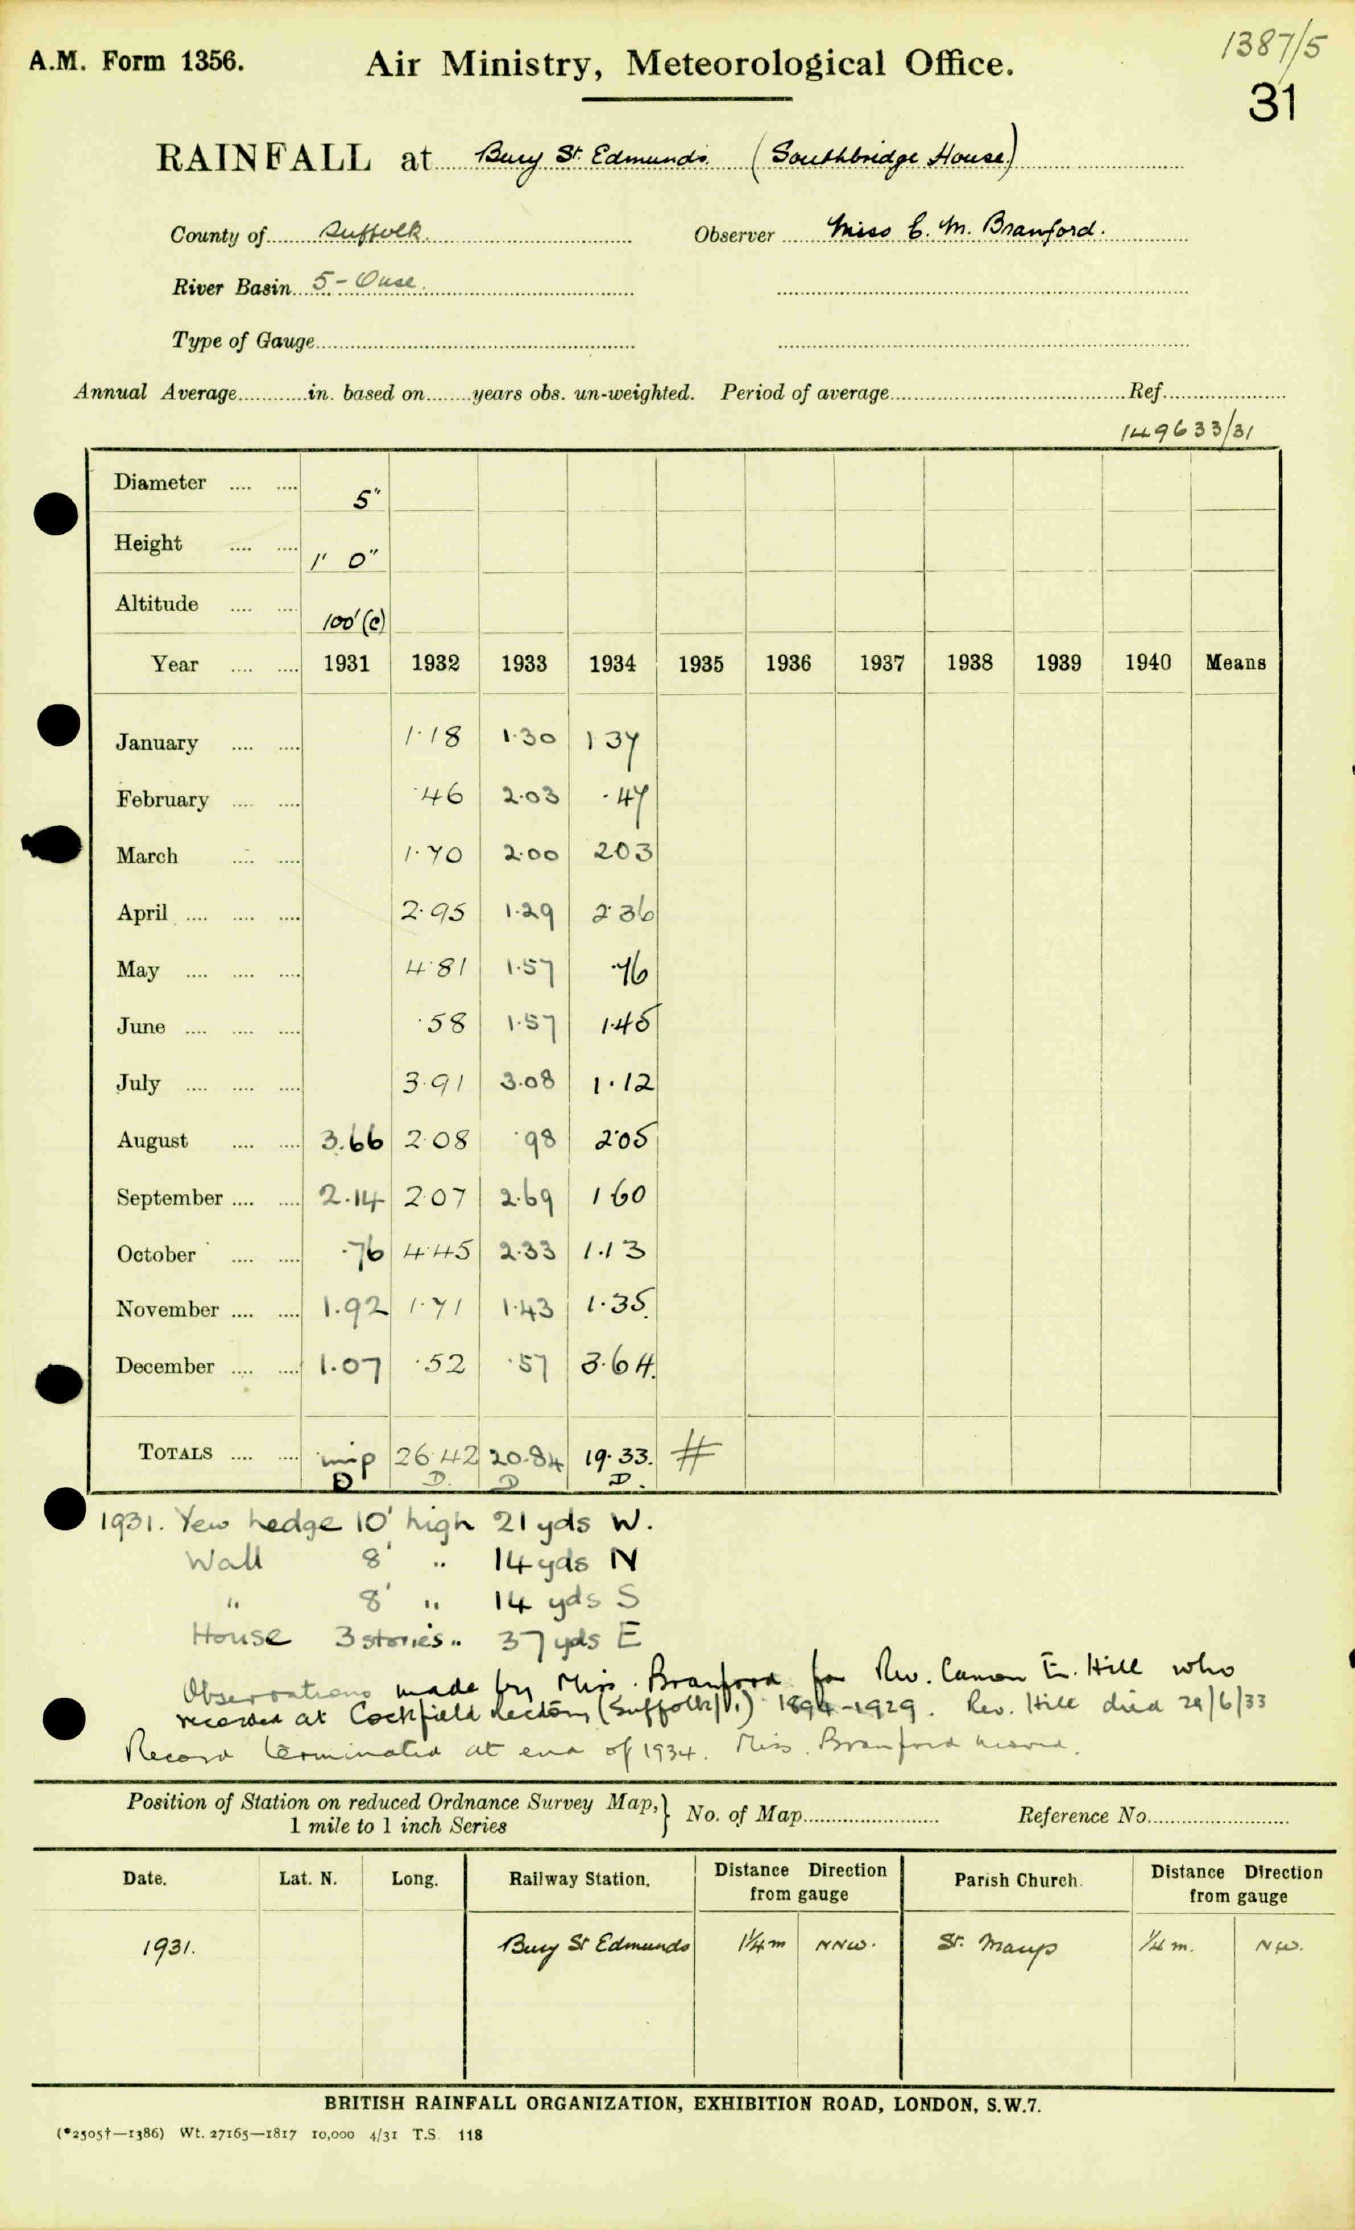 1387/5
A.M. Form 1356. Air Ministry, Meteorological Office.
31
RAINFALL at Bury St. Edmunds. (Southbridge House.)
County of Suffolk. Observer Miss C. M. Branford.
River Basin 5 - Ouse.
Type of Gauge
Annual Average in. based on years obs. un-weighted. Period of average Ref.
149633/31
Diameter 5"
Height 1' 0"
Altitude 100'(c)
Year 1931 1932 1933 1934 1935 1936 1937 1938 1939 1940 Means
January 1.18 1.30 1.37
February .46 2.03 .47
March 1.70 2.00 2.03
April 2.95 1.29 2.36
May 4.81 1.57 .76
June .58 1.57 1.45
July 3.91 3.08 1.12
August 3.66 2.08 .98 2.05
September 2.14 2.07 2.69 1.60
October .76 4.45 2.33 1.13
November 1.92 1.71 1.43 1.35
December 1.07 .52 .57 3.64
TOTALS inip 26.42 20.84 19.33. #
D D. D D.
1931. Yew hedge 10' high 21 yds W.
Wall 8' " 14 yds N
" 8' " 14 yds S
House 3 stories " 37 yds E
Observations made by Miss. Branford for Rev. Canon E. Hill who
recorded at Cockfield Rectory (Suffolk) 1894-1929. Rev. Hill died 29/6/33
Record terminated at end of 1934. Miss. Branford moved.
Position of Station on reduced Ordnance Survey Map, } No. of Map Reference No.
1 mile to 1 inch Series
Date. Lat. N. Long. Railway Station. Distance Direction from gauge Parish Church. Distance Direction from gauge
1931. Bury St Edmunds 1¼ m NNW. St. Marys ¼ m. NW.
BRITISH RAINFALL ORGANIZATION, EXHIBITION ROAD, LONDON, S.W.7.
(*2505†—1386) Wt. 27165—1817 10,000 4/31 T.S. 118